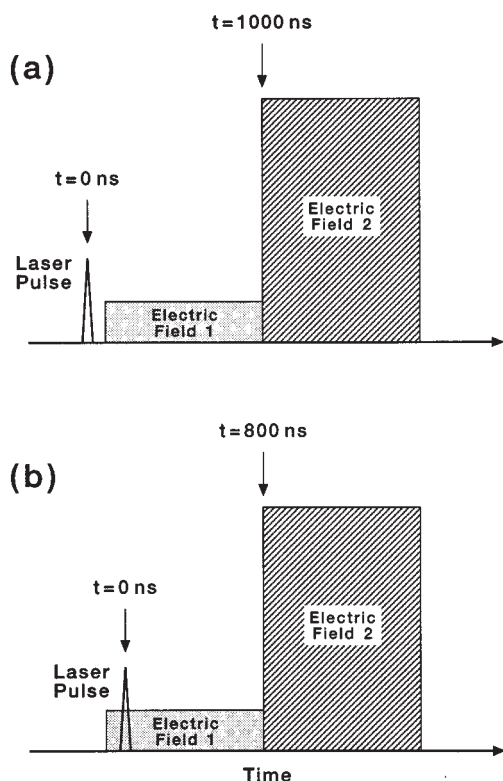 t=1000 ns
(a)
t=0 ns
Laser
Pulse
Electric
Field 2
Electric
Field 1
t=800 ns
(b)
t=0 ns
Laser
Pulse
Electric
Field 2
Electric
Field 1
Time